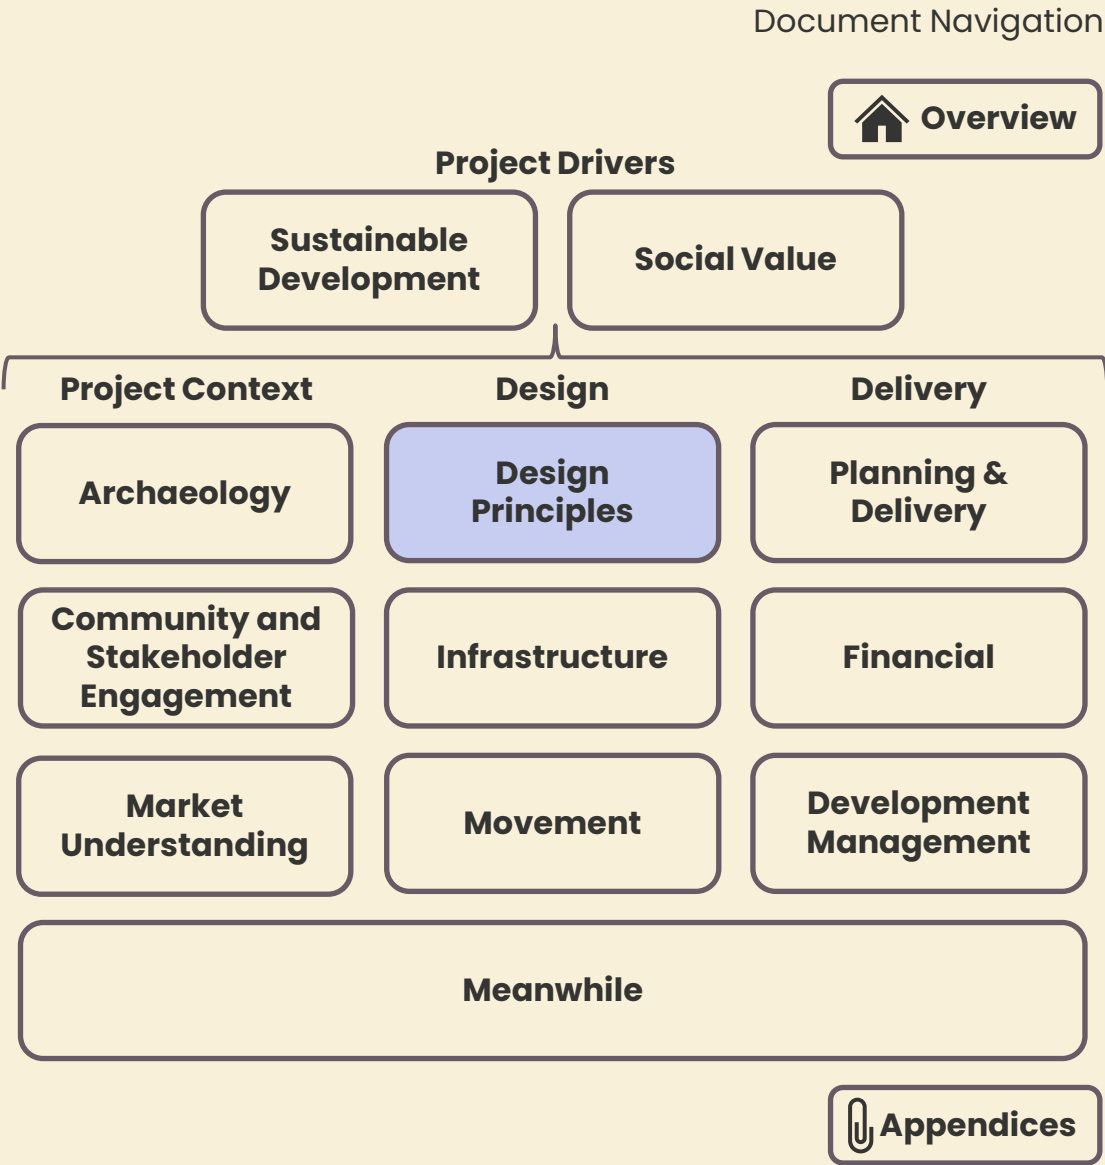 Document Navigation
Overview
Project Drivers
Sustainable
Development
Social Value
Project Context
Design
Delivery
Archaeology
Design
Principles
Planning &
Delivery
Community and
Stakeholder
Engagement
Infrastructure
Financial
Market
Understanding
Movement
Development
Management
Meanwhile
Appendices